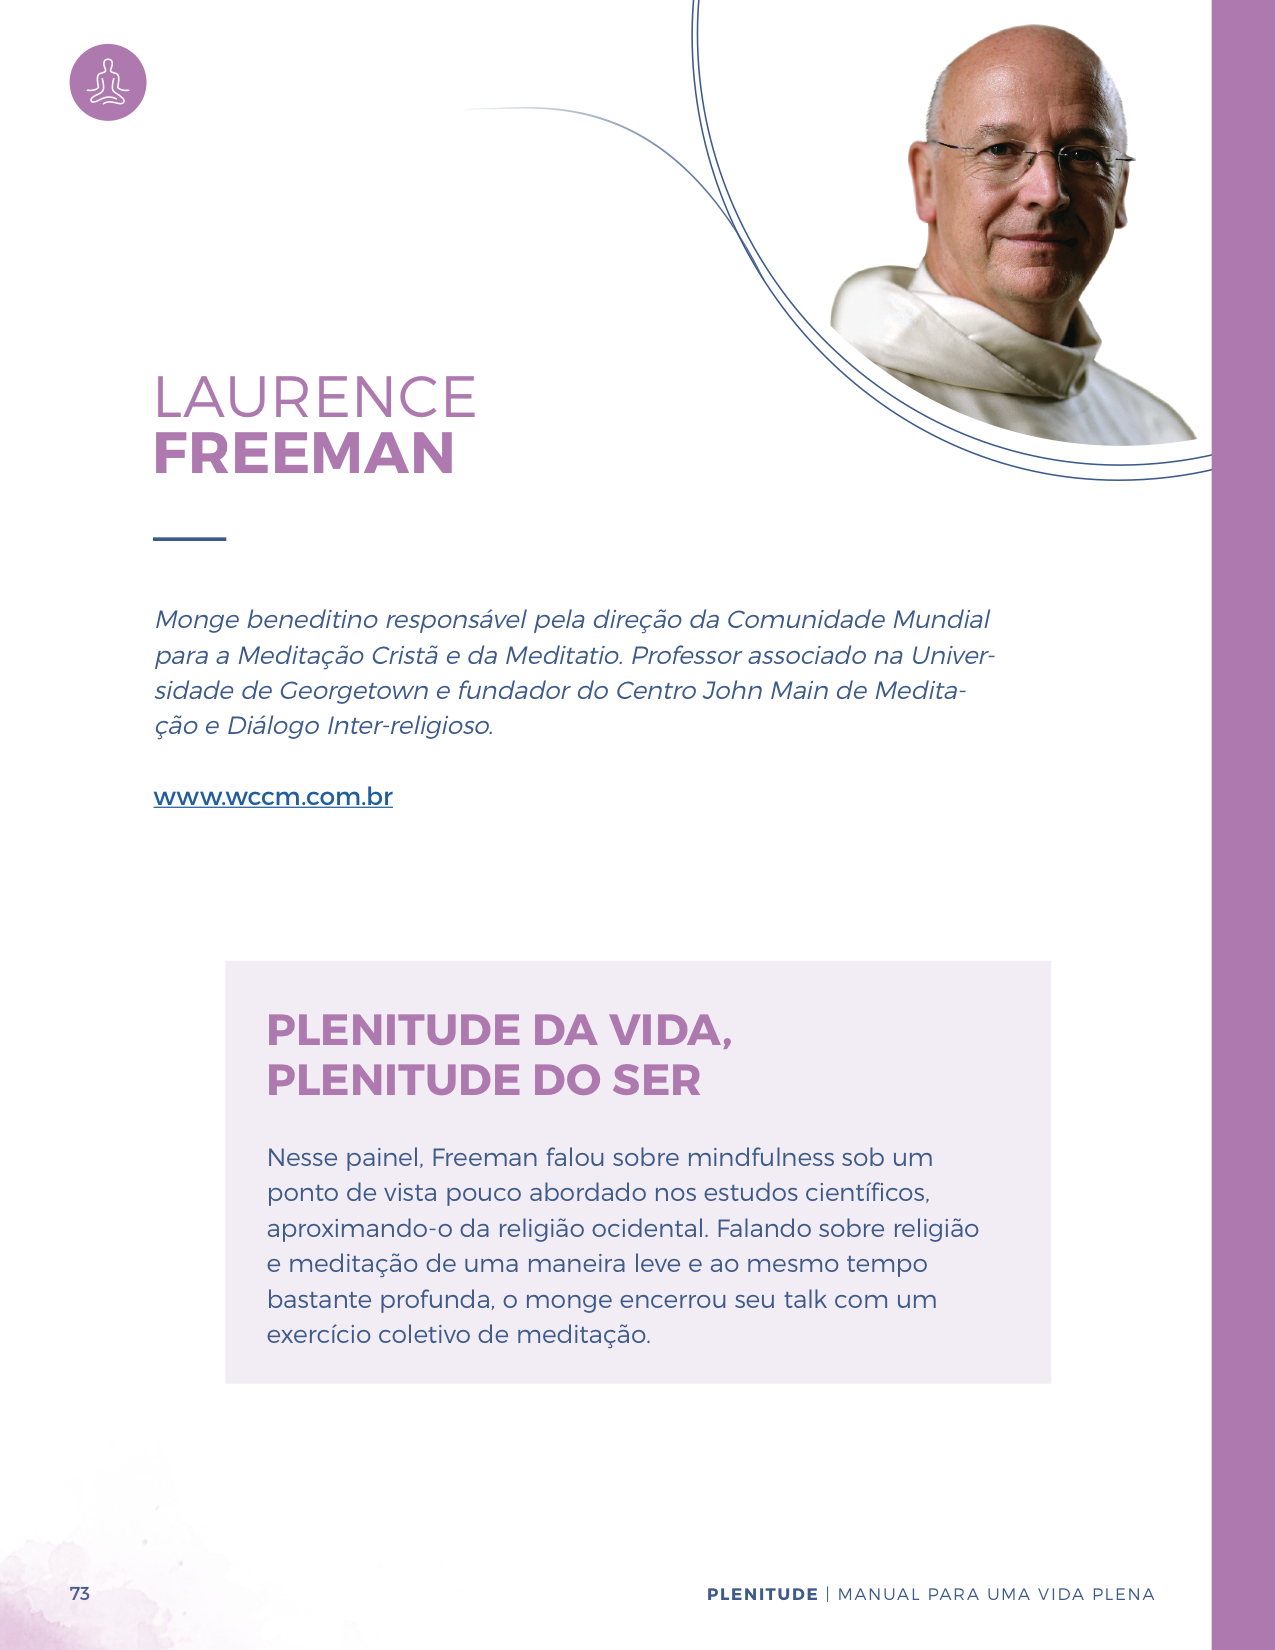 LAURENCE
FREEMAN
Monge beneditino responsável pela direção da Comunidade Mundial
para a Meditação Cristã e da Meditatio. Professor associado na Univer-
sidade de Georgetown e fundador do Centro John Main de Medita-
ção e Diálogo Inter-religioso.
www.wccm.com.br
PLENITUDE DA VIDA,
PLENITUDE DO SER
Nesse painel, Freeman falou sobre mindfulness sob um
ponto de vista pouco abordado nos estudos científicos,
aproximando-o da religião ocidental. Falando sobre religião
e meditação de uma maneira leve e ao mesmo tempo
bastante profunda, o monge encerrou seu talk com um
exercício coletivo de meditação.
73
PLENITUDE | MANUAL PARA UMA VIDA PLENA